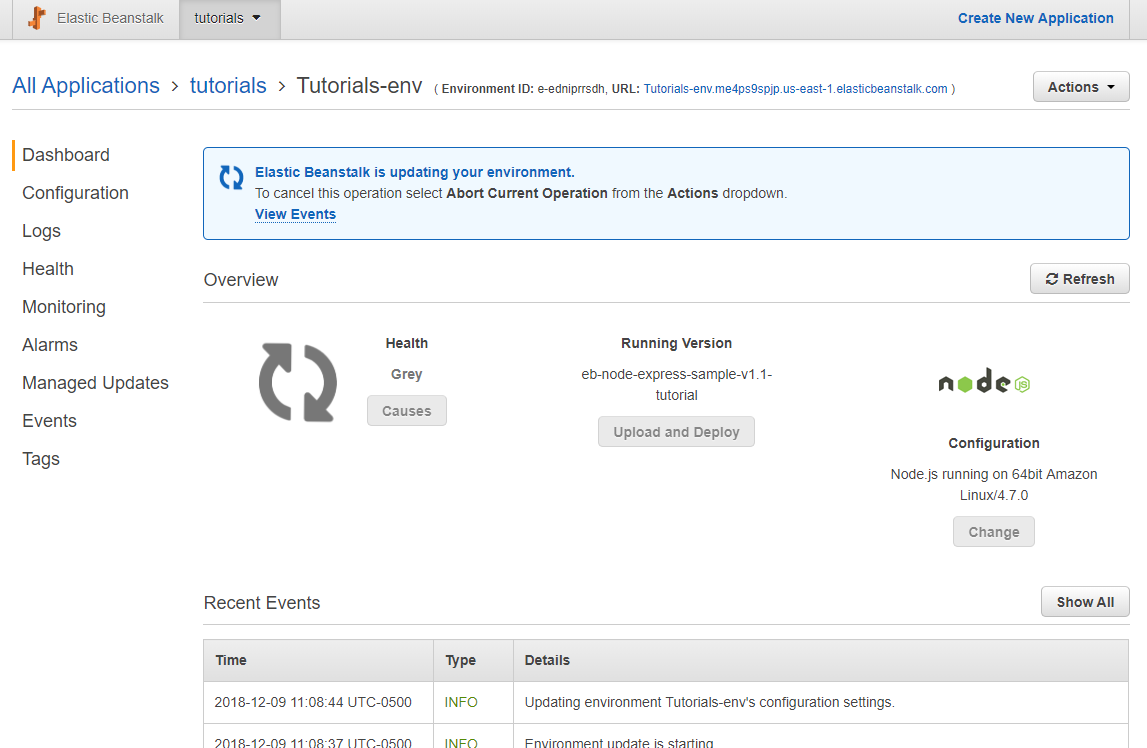 Elastic Beanstalk
tutorials
Create New Application
All Applications > tutorials > Tutorials-env ( Environment ID: e-edniprrsdh, URL: Tutorials-env.me4ps9spjp.us-east-1.elasticbeanstalk.com )
Actions
Dashboard
Configuration
Logs
Health
Monitoring
Alarms
Managed Updates
Events
Tags
Elastic Beanstalk is updating your environment.
To cancel this operation select Abort Current Operation from the Actions dropdown.
View Events
Overview
Refresh
Health
Grey
Causes
Running Version
eb-node-express-sample-v1.1-
tutorial
Upload and Deploy
node JS
Configuration
Node.js running on 64bit Amazon
Linux/4.7.0
Change
Recent Events
Show All
Time Type Details
2018-12-09 11:08:44 UTC-0500 INFO Updating environment Tutorials-env's configuration settings.
2018-12-09 11:08:37 UTC-0500 INFO Environment update is starting